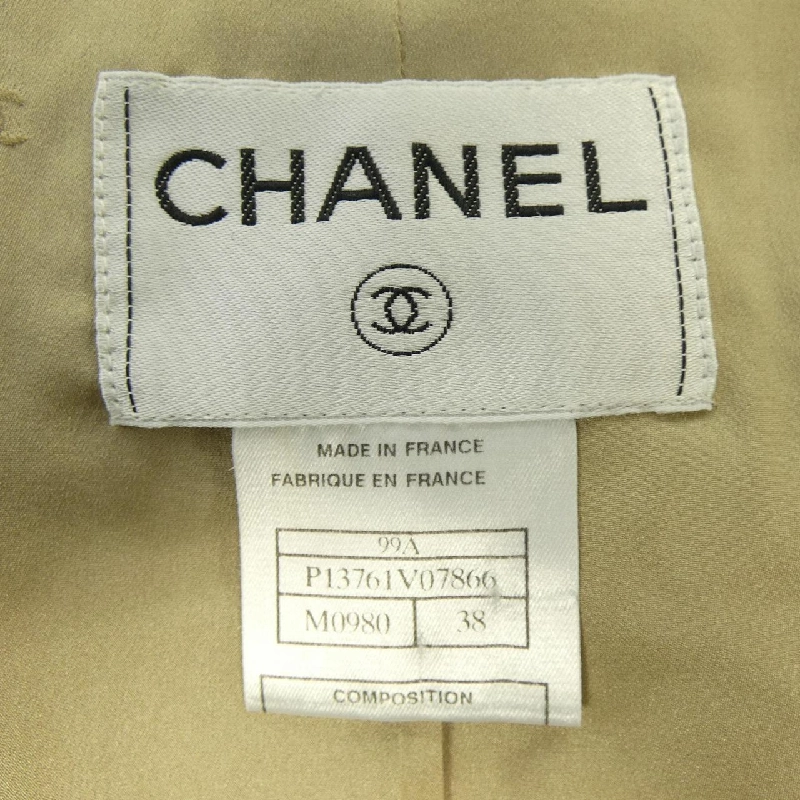 CHANEL
MADE IN FRANCE
FABRIQUE EN FRANCE
99A
P13761V07866
M0980 38
COMPOSITION